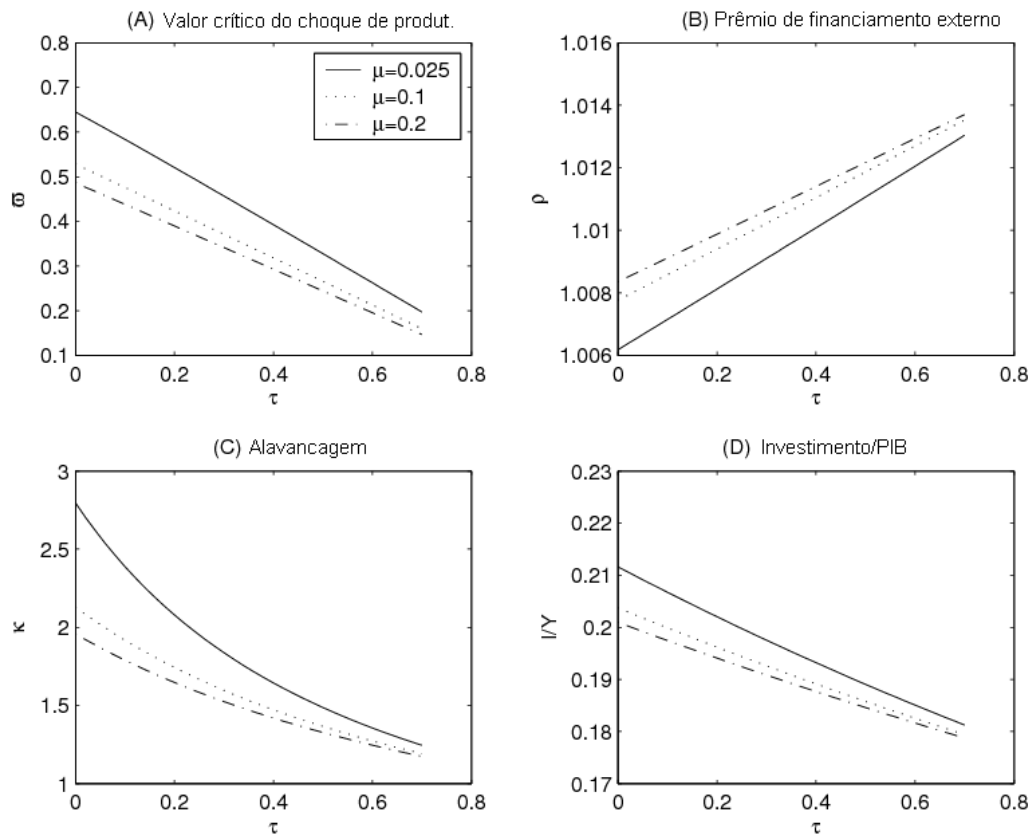 (A) Valor crítico do choque de produt.
0.8
0.7
0.6
0.5
0.4
0.3
0.2
0.1
ϖ
0 0.2 0.4 0.6 0.8
τ
μ=0.025
μ=0.1
μ=0.2
(B) Prêmio de financiamento externo
1.016
1.014
1.012
1.01
1.008
1.006
ρ
0 0.2 0.4 0.6 0.8
τ
(C) Alavancagem
3
2.5
2
1.5
1
κ
0 0.2 0.4 0.6 0.8
τ
(D) Investimento/PIB
0.23
0.22
0.21
0.2
0.19
0.18
0.17
I/Y
0 0.2 0.4 0.6 0.8
τ